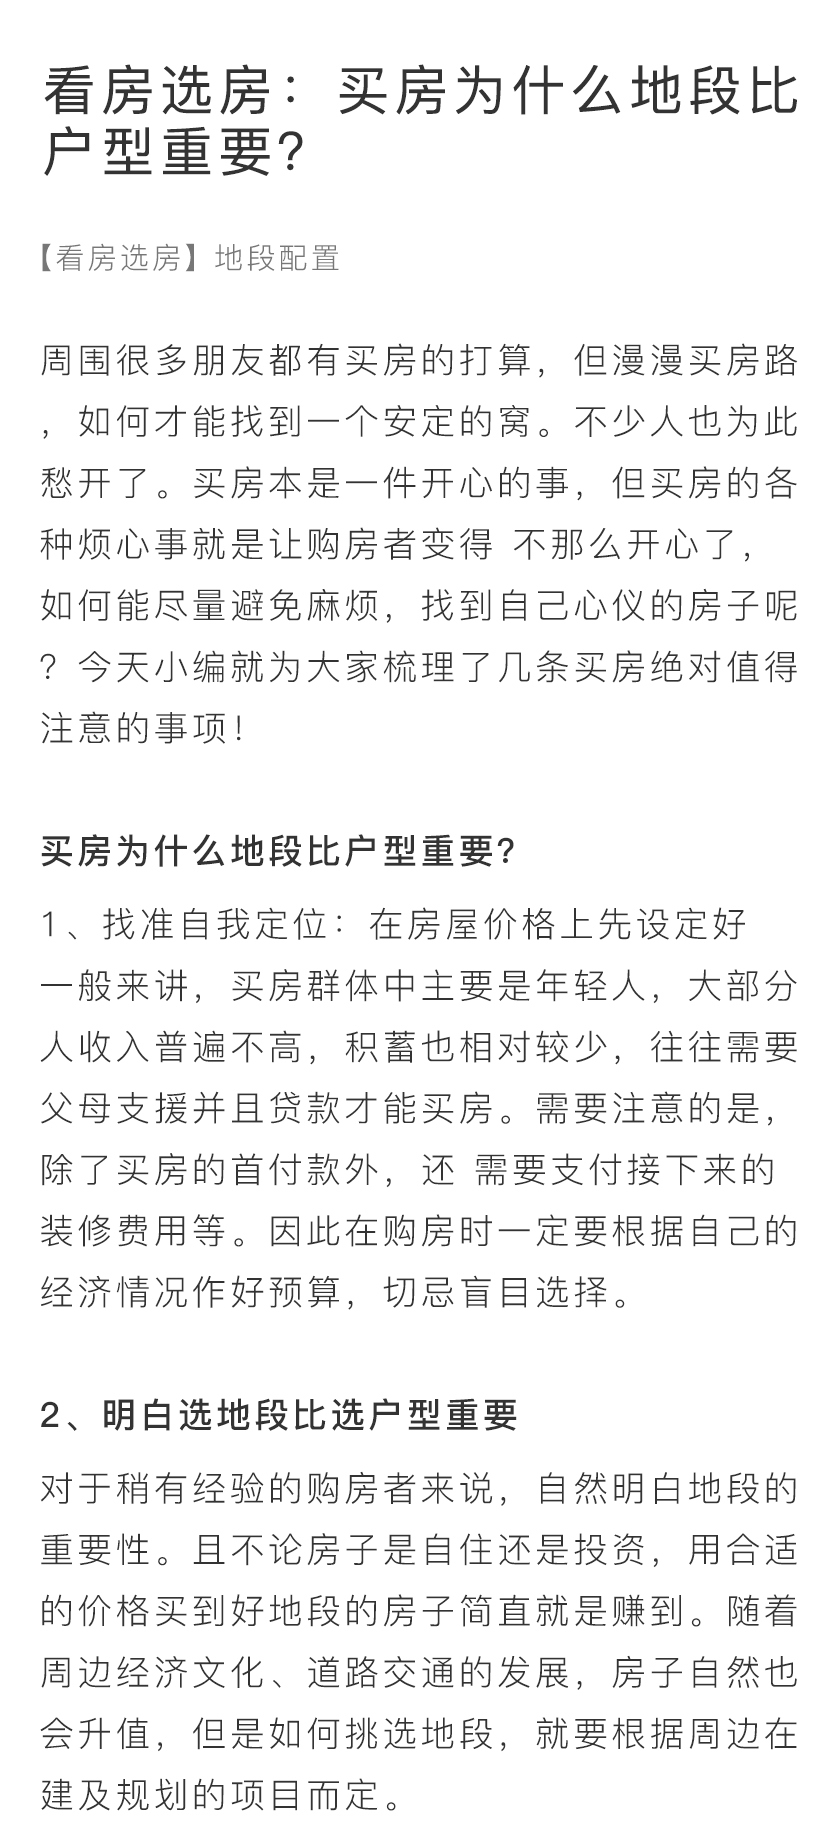 看房选房：买房为什么地段比
户型重要？
【看房选房】地段配置
周围很多朋友都有买房的打算，但漫漫买房路
，如何才能找到一个安定的窝。不少人也为此
愁开了。买房本是一件开心的事，但买房的各
种烦心事就是让购房者变得 不那么开心了，
如何能尽量避免麻烦，找到自己心仪的房子呢
？今天小编就为大家梳理了几条买房绝对值得
注意的事项！
买房为什么地段比户型重要?
1、找准自我定位：在房屋价格上先设定好
一般来讲，买房群体中主要是年轻人，大部分
人收入普遍不高，积蓄也相对较少，往往需要
父母支援并且贷款才能买房。需要注意的是，
除了买房的首付款外，还 需要支付接下来的
装修费用等。因此在购房时一定要根据自己的
经济情况作好预算，切忌盲目选择。
2、明白选地段比选户型重要
对于稍有经验的购房者来说，自然明白地段的
重要性。且不论房子是自住还是投资，用合适
的价格买到好地段的房子简直就是赚到。随着
周边经济文化、道路交通的发展，房子自然也
会升值，但是如何挑选地段，就要根据周边在
建及规划的项目而定。